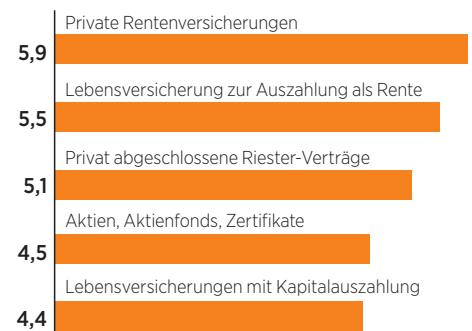 Private Rentenversicherungen
5,9
Lebensversicherung zur Auszahlung als Rente
5,5
Privat abgeschlossene Riester-Verträge
5,1
Aktien, Aktienfonds, Zertifikate
4,5
Lebensversicherungen mit Kapitalauszahlung
4,4